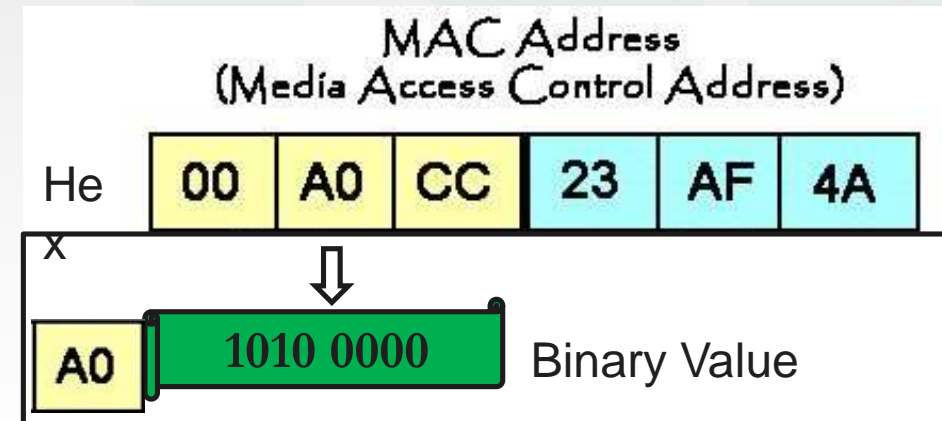 MAC Address
(Media Access Control Address)
He 00 A0 CC 23 AF 4A
x
A0 1010 0000 Binary Value